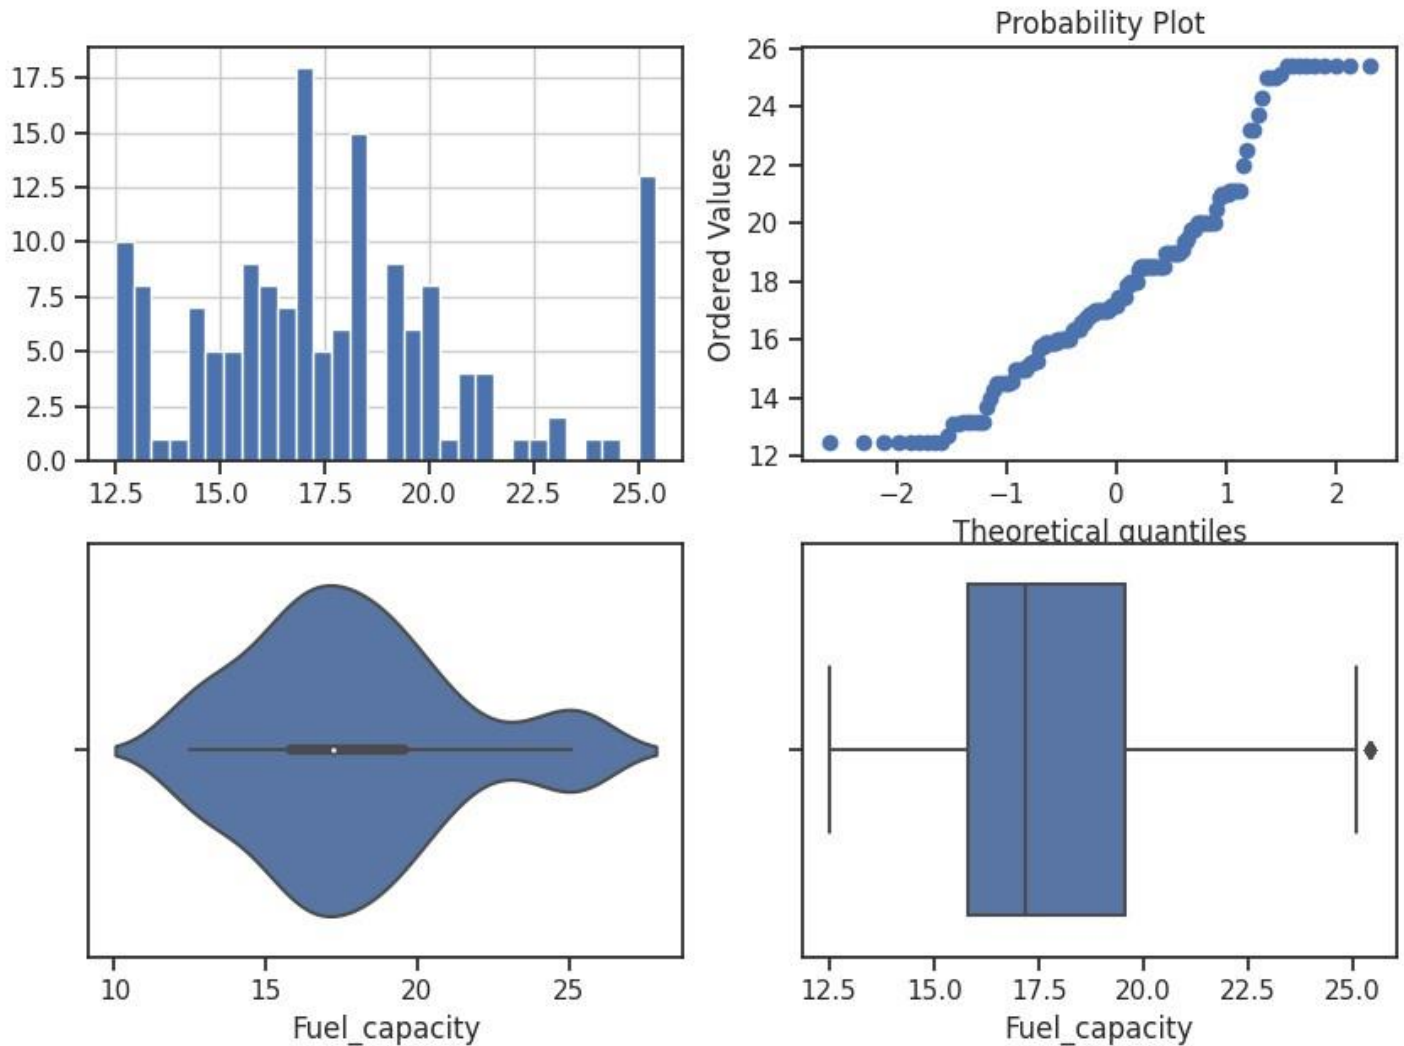 Probability Plot
17.5
15.0
12.5
10.0
7.5
5.0
2.5
0.0
12.5 15.0 17.5 20.0 22.5 25.0
Ordered Values
26
24
22
20
18
16
14
12
−2 −1 0 1 2
Theoretical quantiles
10 15 20 25
Fuel_capacity
12.5 15.0 17.5 20.0 22.5 25.0
Fuel_capacity